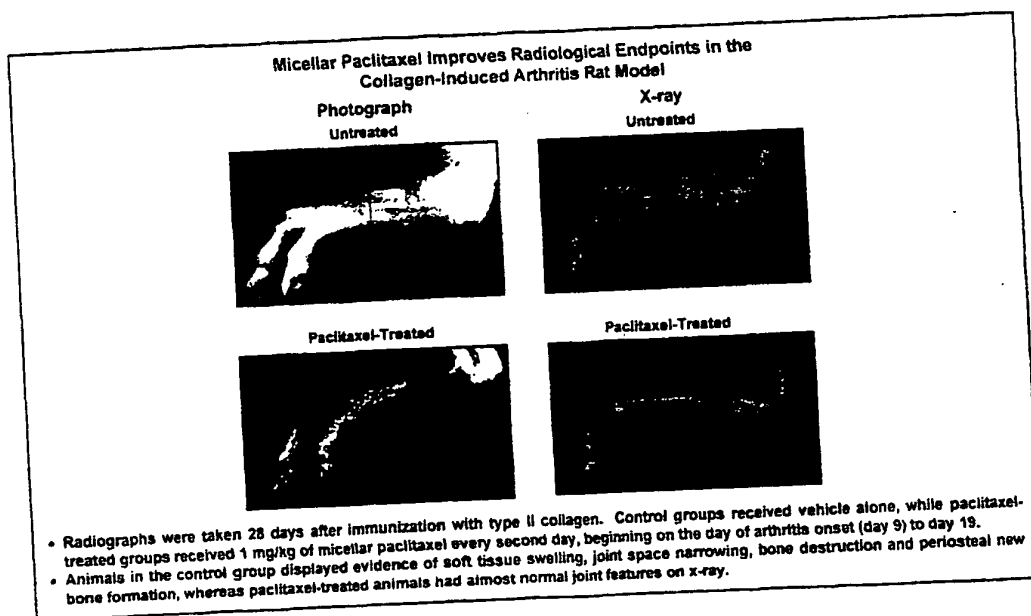 Micellar Paclitaxel Improves Radiological Endpoints in the
Collagen-Induced Arthritis Rat Model
Photograph
X-ray
Untreated
Untreated
Paclitaxel-Treated
Paclitaxel-Treated
• Radiographs were taken 28 days after immunization with type II collagen. Control groups received vehicle alone, while paclitaxel-
treated groups received 1 mg/kg of micellar paclitaxel every second day, beginning on the day of arthritis onset (day 9) to day 19.
• Animals in the control group displayed evidence of soft tissue swelling, joint space narrowing, bone destruction and periosteal new
bone formation, whereas paclitaxel-treated animals had almost normal joint features on x-ray.